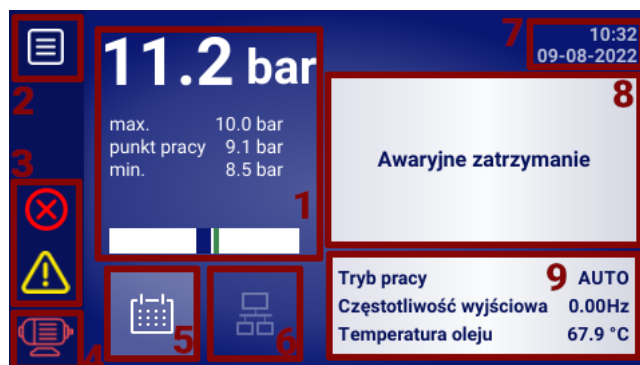 7
10:32
09-08-2022
2
11.2 bar
max. 10.0 bar
punkt pracy 9.1 bar
min. 8.5 bar
1
8
Awaryjne zatrzymanie
3
4
5
6
9
Tryb pracy AUTO
Częstotliwość wyjściowa 0.00Hz
Temperatura oleju 67.9 °C